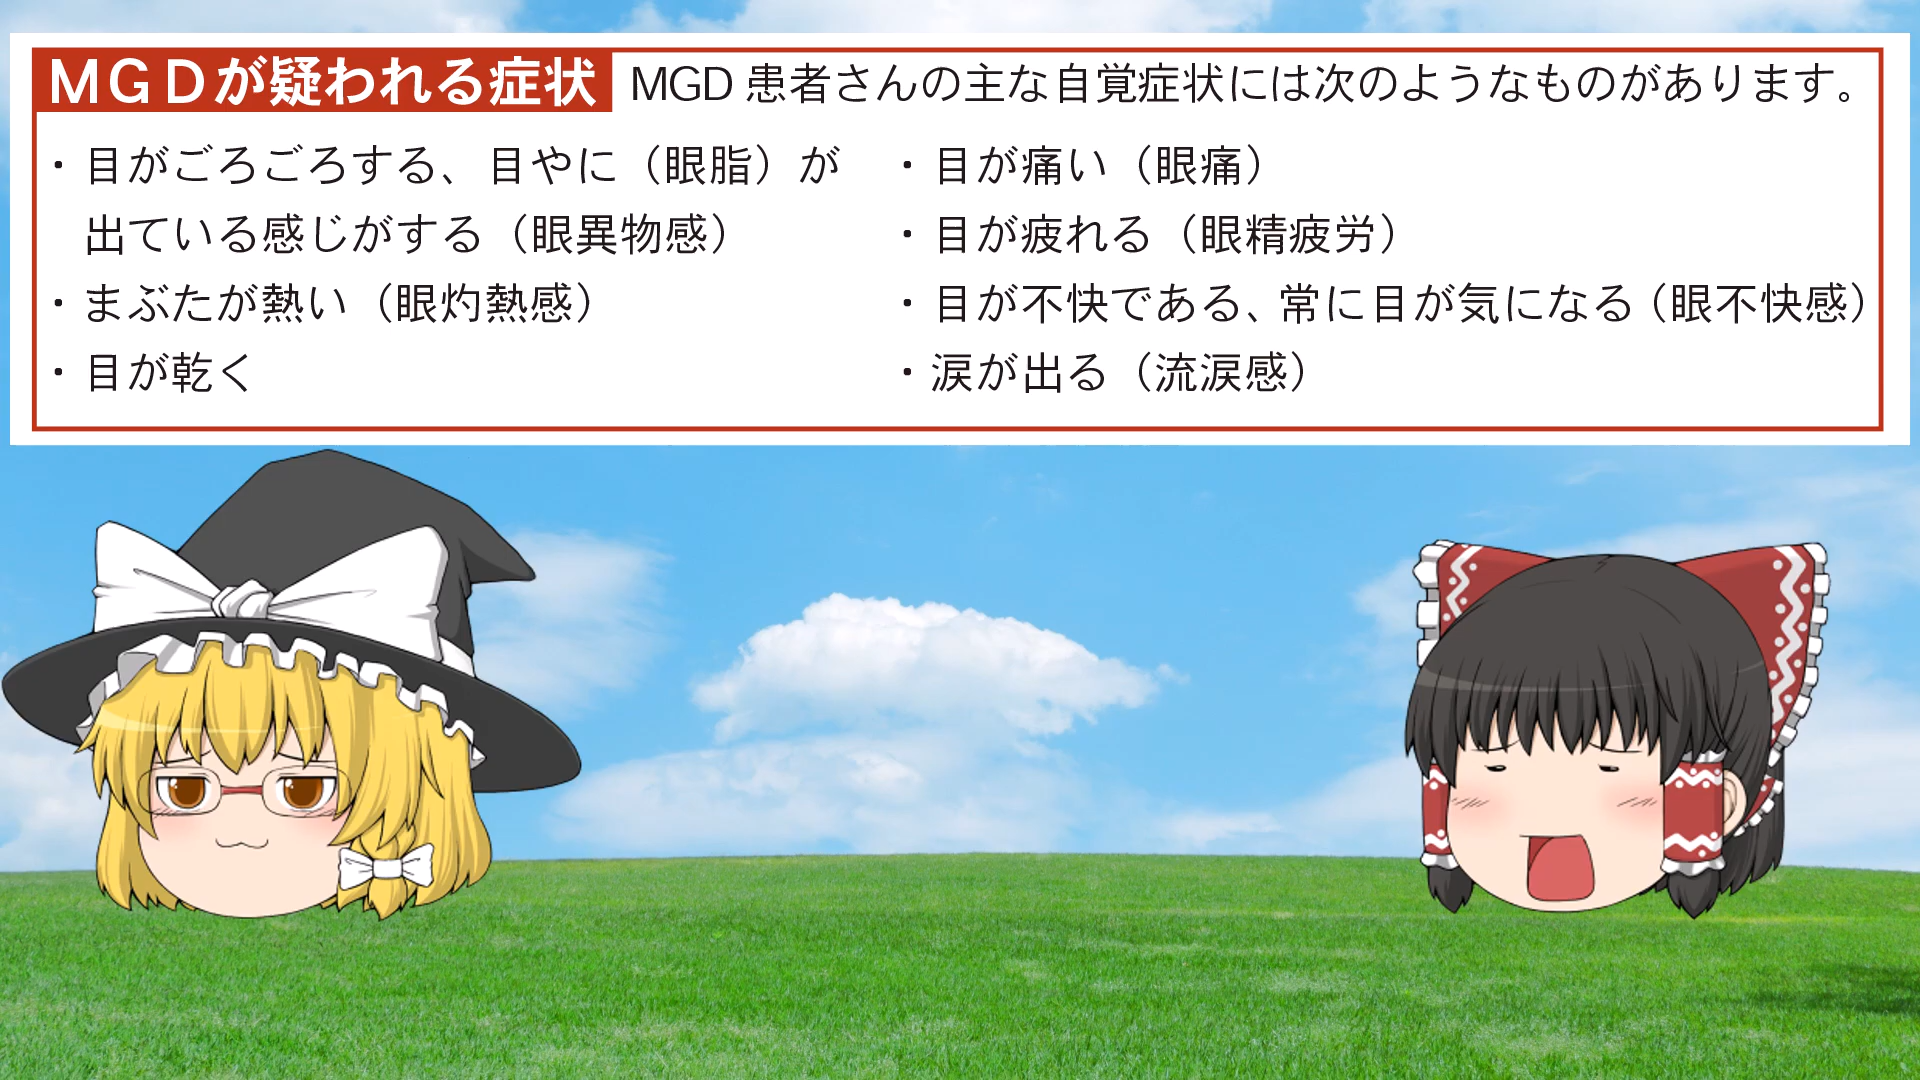 ＭＧＤが疑われる症状 MGD 患者さんの主な自覚症状には次のようなものがあります。
・目がごろごろする、目やに（眼脂）が
出ている感じがする（眼異物感）
・まぶたが熱い（眼灼熱感）
・目が乾く
・目が痛い（眼痛）
・目が疲れる（眼精疲労）
・目が不快である、常に目が気になる（眼不快感）
・涙が出る（流涙感）